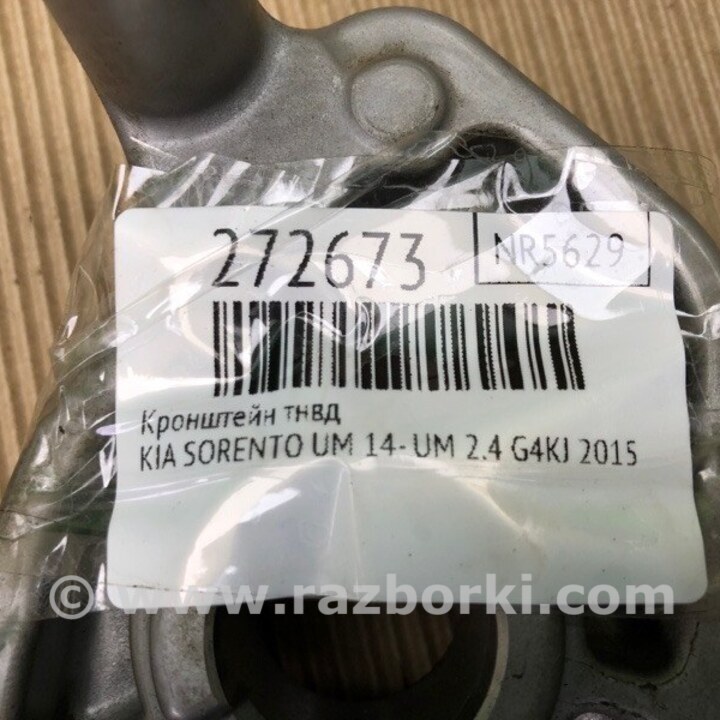 272673
NR5629
Кронштейн тнвд
KIA SORENTO UM 14- UM 2.4 G4KJ 2015
© www.razborki.com